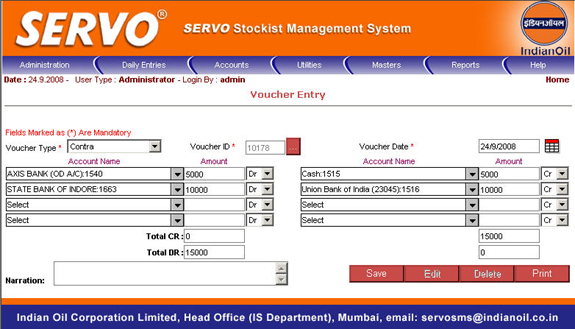 SERVO®
SERVO Stockist Management System
इंडियनऑयल
IndianOil
Administration Daily Entries Accounts Utilities Masters Reports Help
Date : 24.9.2008 - User Type : Administrator - Login By : admin Home
Voucher Entry
Fields Marked as (*) Are Mandatory
Voucher Type * Contra Voucher ID * 10178 ... Voucher Date * 24/9/2008
Account Name Amount Account Name Amount
AXIS BANK (OD A/C):1540 5000 Dr Cash:1515 5000 Cr
STATE BANK OF INDORE:1663 10000 Dr Union Bank of India (23045):1516 10000 Cr
Select Dr Select Cr
Select Dr Select Cr
Total CR : 0 15000
Total DR : 15000 0
Narration: Save Edit Delete Print
Indian Oil Corporation Limited, Head Office (IS Department), Mumbai, email: servosms@indianoil.co.in